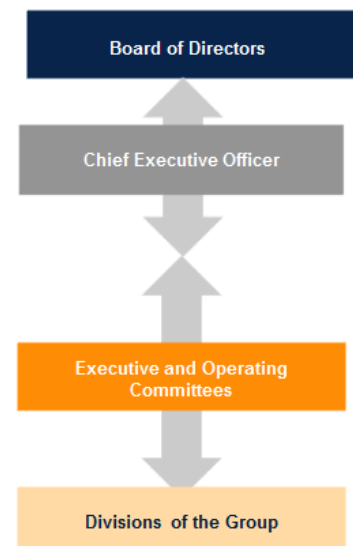 Board of Directors
Chief Executive Officer
Executive and Operating
Committees
Divisions of the Group